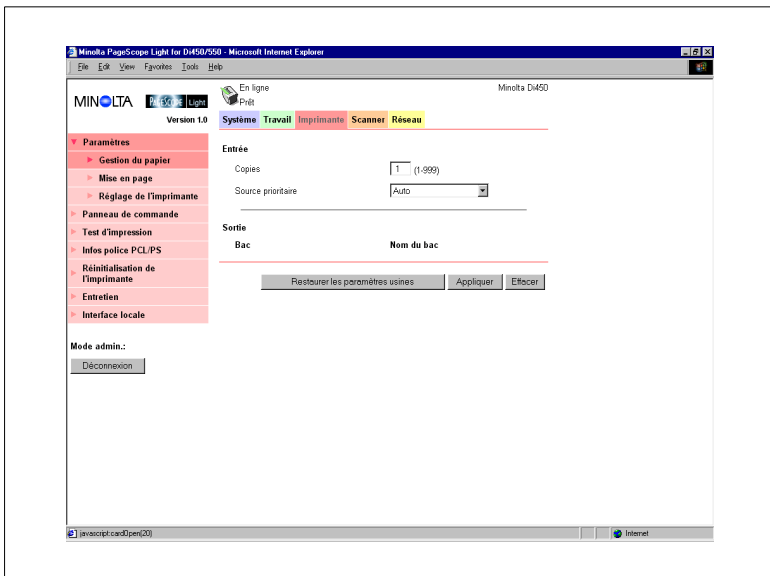 Minolta PageScope Light for Di450/550 - Microsoft Internet Explorer
File Edit View Favorites Tools Help
MINOLTA PAGESCOPE Light
Version 1.0
En ligne
Prêt
Minolta Di450
Système Travail Imprimante Scanner Réseau
Paramètres
Gestion du papier
Mise en page
Réglage de l'imprimante
Panneau de commande
Test d'impression
Infos police PCL/PS
Réinitialisation de
l'imprimante
Entretien
Interface locale
Mode admin.:
Déconnexion
Entrée
Copies 1 (1-999)
Source prioritaire Auto
Sortie
Bac Nom du bac
Restaurer les paramètres usines Appliquer Effacer
javascript:cardOpen(20) Internet